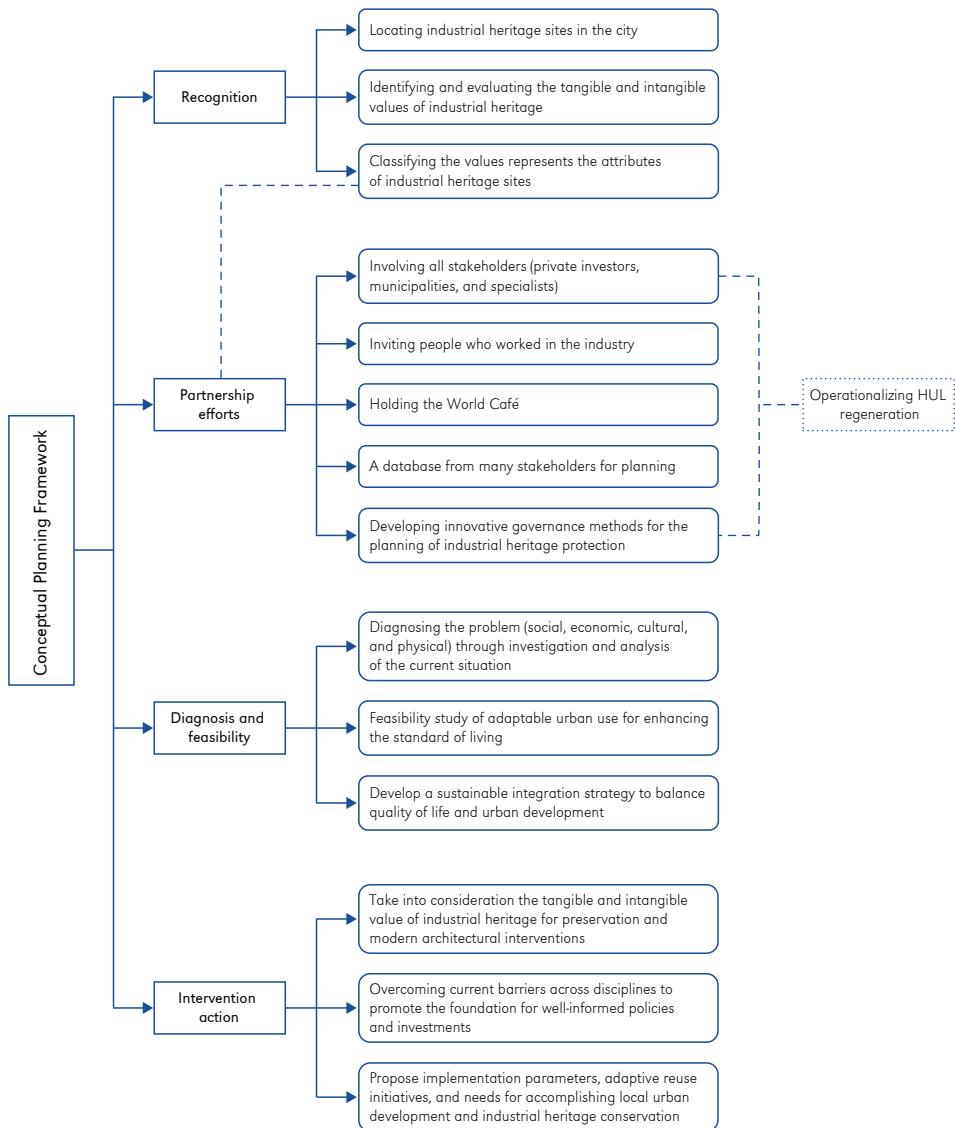 Conceptual Planning Framework
Recognition
Locating industrial heritage sites in the city
Identifying and evaluating the tangible and intangible
values of industrial heritage
Classifying the values represents the attributes
of industrial heritage sites
Partnership
efforts
Involving all stakeholders (private investors,
municipalities, and specialists)
Inviting people who worked in the industry
Holding the World Café
A database from many stakeholders for planning
Developing innovative governance methods for the
planning of industrial heritage protection
Operationalizing HUL
regeneration
Diagnosis and
feasibility
Diagnosing the problem (social, economic, cultural,
and physical) through investigation and analysis
of the current situation
Feasibility study of adaptable urban use for enhancing
the standard of living
Develop a sustainable integration strategy to balance
quality of life and urban development
Intervention
action
Take into consideration the tangible and intangible
value of industrial heritage for preservation and
modern architectural interventions
Overcoming current barriers across disciplines to
promote the foundation for well-informed policies
and investments
Propose implementation parameters, adaptive reuse
initiatives, and needs for accomplishing local urban
development and industrial heritage conservation